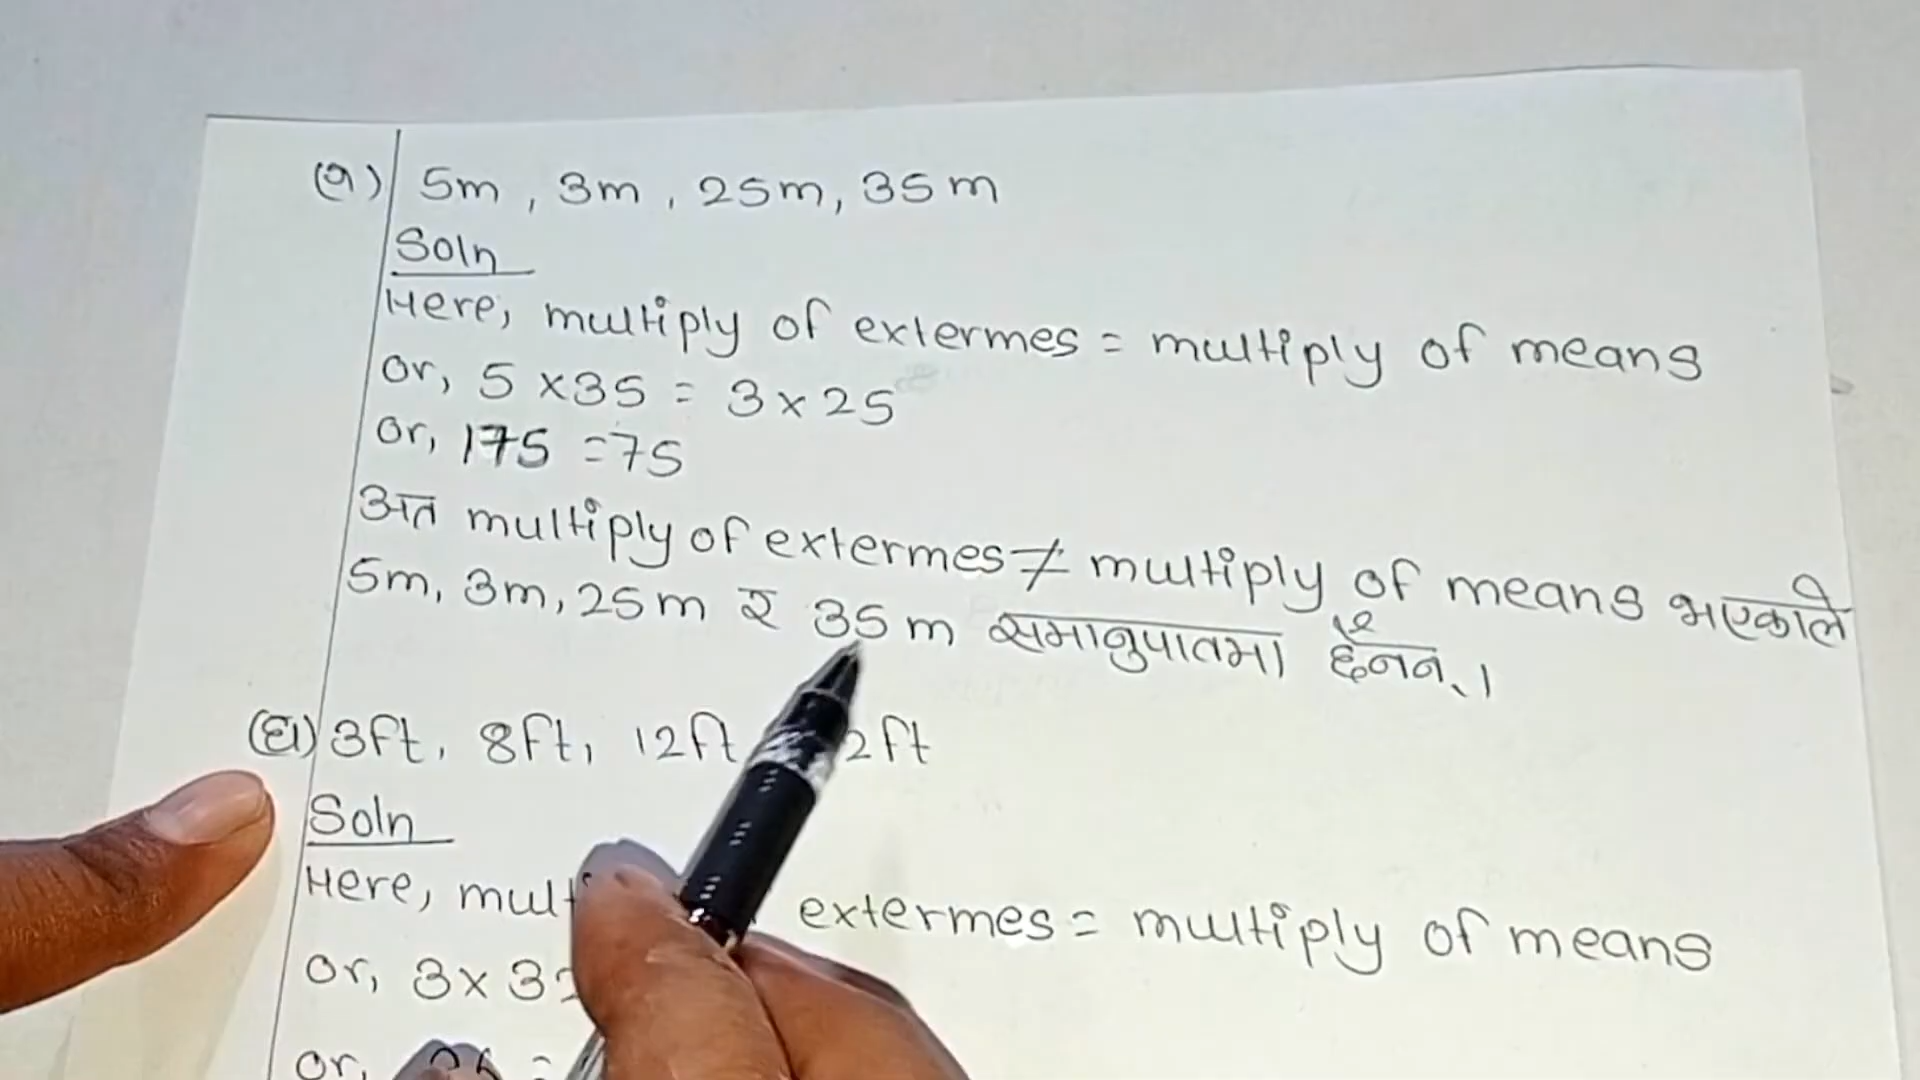 (ग) 5m, 3m, 25m, 35m
Soln
Here, multiply of extermes = multiply of means
or, 5 × 35 = 3 × 25
or, 175 = 75
अत multiply of extermes ≠ multiply of means भएकाले
5m, 3m, 25m र 35m समानुपातमा छैनन् ।
(घ) 3ft, 8ft, 12ft 2ft
Soln
Here, extermes = multiply of means
or, 3 ×
or,